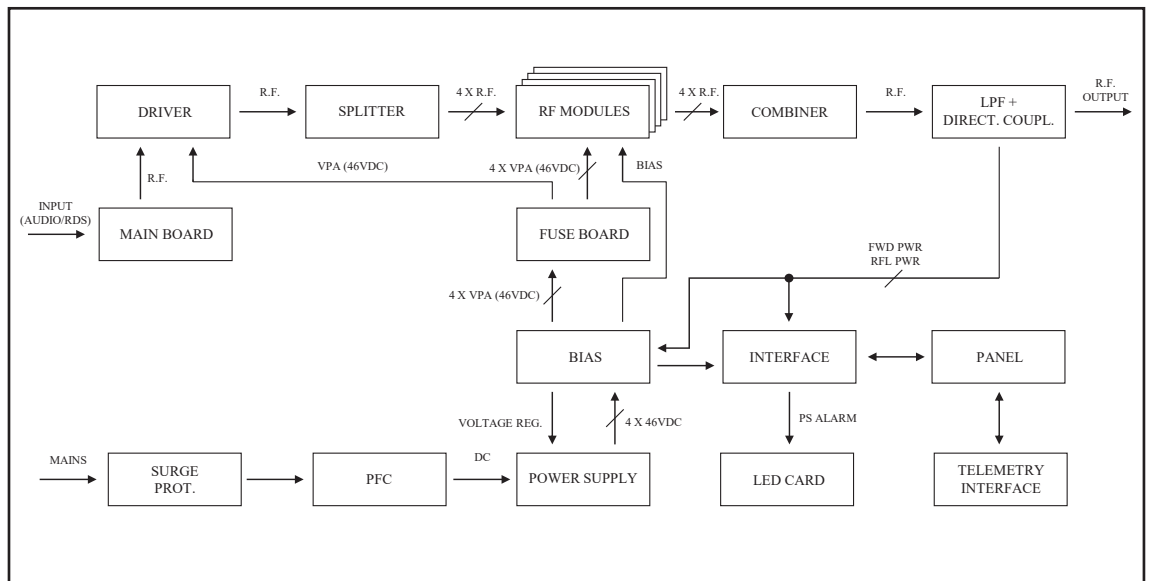 R.F.
4 X R.F.
4 X R.F.
R.F.
R.F.
OUTPUT
DRIVER
SPLITTER
RF MODULES
COMBINER
LPF +
DIRECT. COUPL.
VPA (46VDC)
4 X VPA (46VDC)
BIAS
R.F.
INPUT
(AUDIO/RDS)
MAIN BOARD
FUSE BOARD
FWD PWR
RFL PWR
4 X VPA (46VDC)
BIAS
INTERFACE
PANEL
VOLTAGE REG.
4 X 46VDC
PS ALARM
MAINS
DC
SURGE
PROT.
PFC
POWER SUPPLY
LED CARD
TELEMETRY
INTERFACE